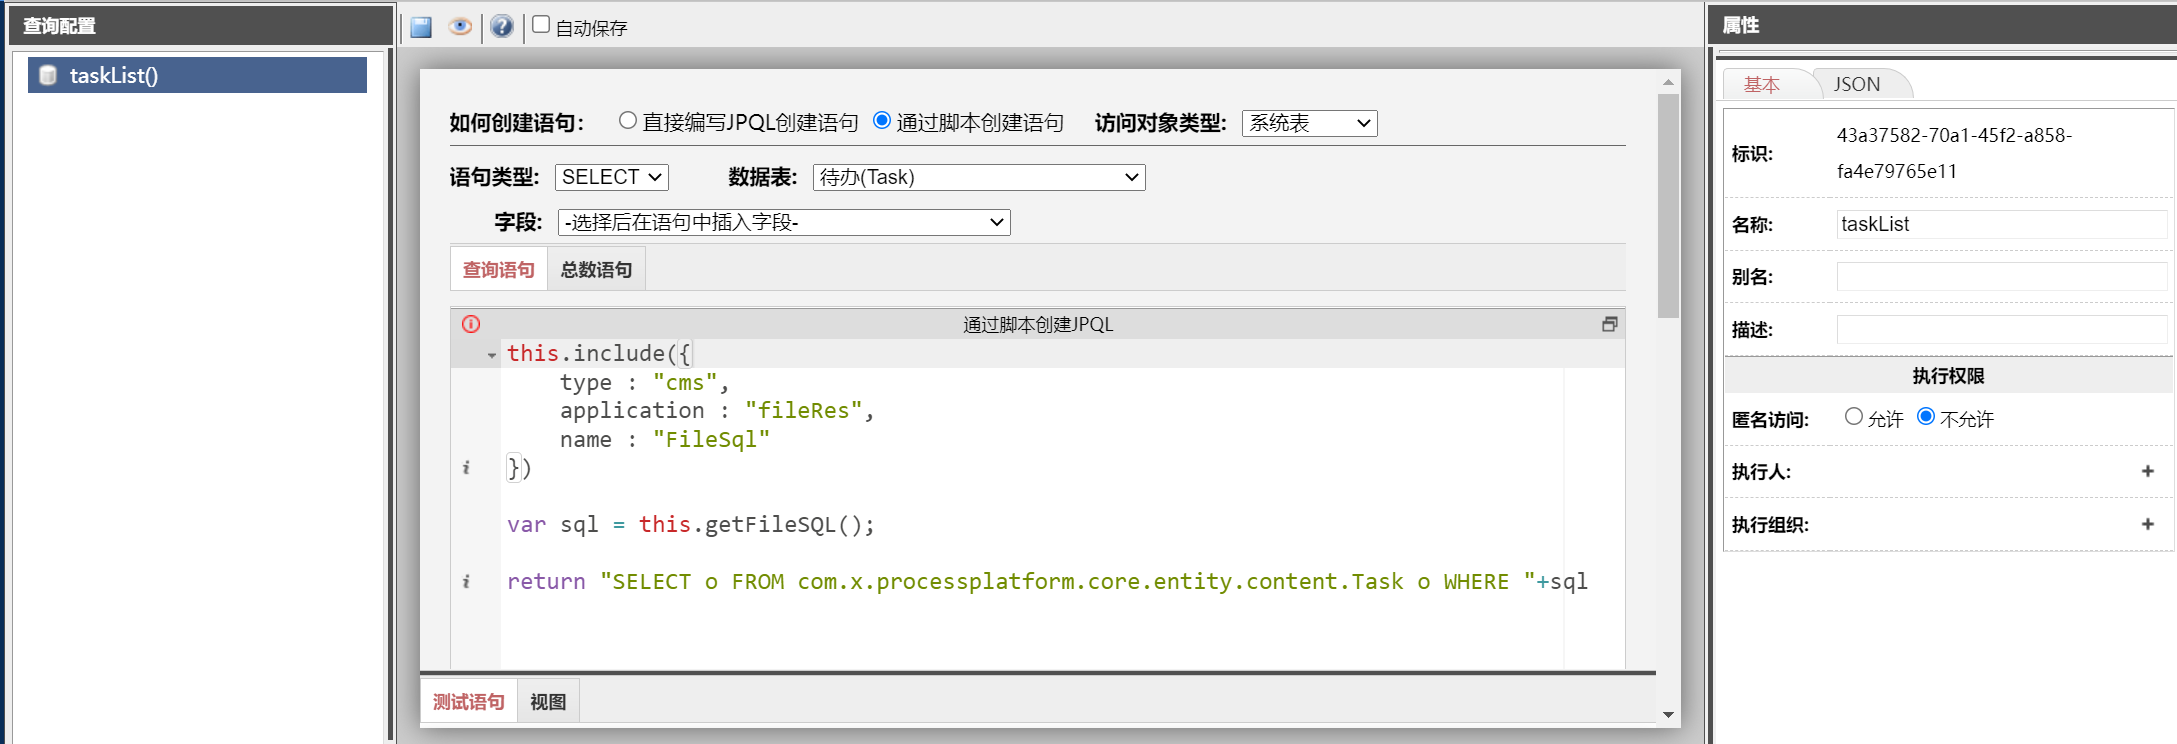 查询配置
taskList()
自动保存
如何创建语句: 直接编写JPQL创建语句 通过脚本创建语句 访问对象类型: 系统表
语句类型: SELECT 数据表: 待办(Task)
字段: -选择后在语句中插入字段-
查询语句 总数语句
通过脚本创建JPQL
this.include({
type : "cms",
application : "fileRes",
name : "FileSql"
})
var sql = this.getFileSQL();
return "SELECT o FROM com.x.processplatform.core.entity.content.Task o WHERE "+sql
测试语句 视图
属性
基本 JSON
标识: 43a37582-70a1-45f2-a858-
fa4e79765e11
名称: taskList
别名:
描述:
执行权限
匿名访问: 允许 不允许
执行人: +
执行组织: +